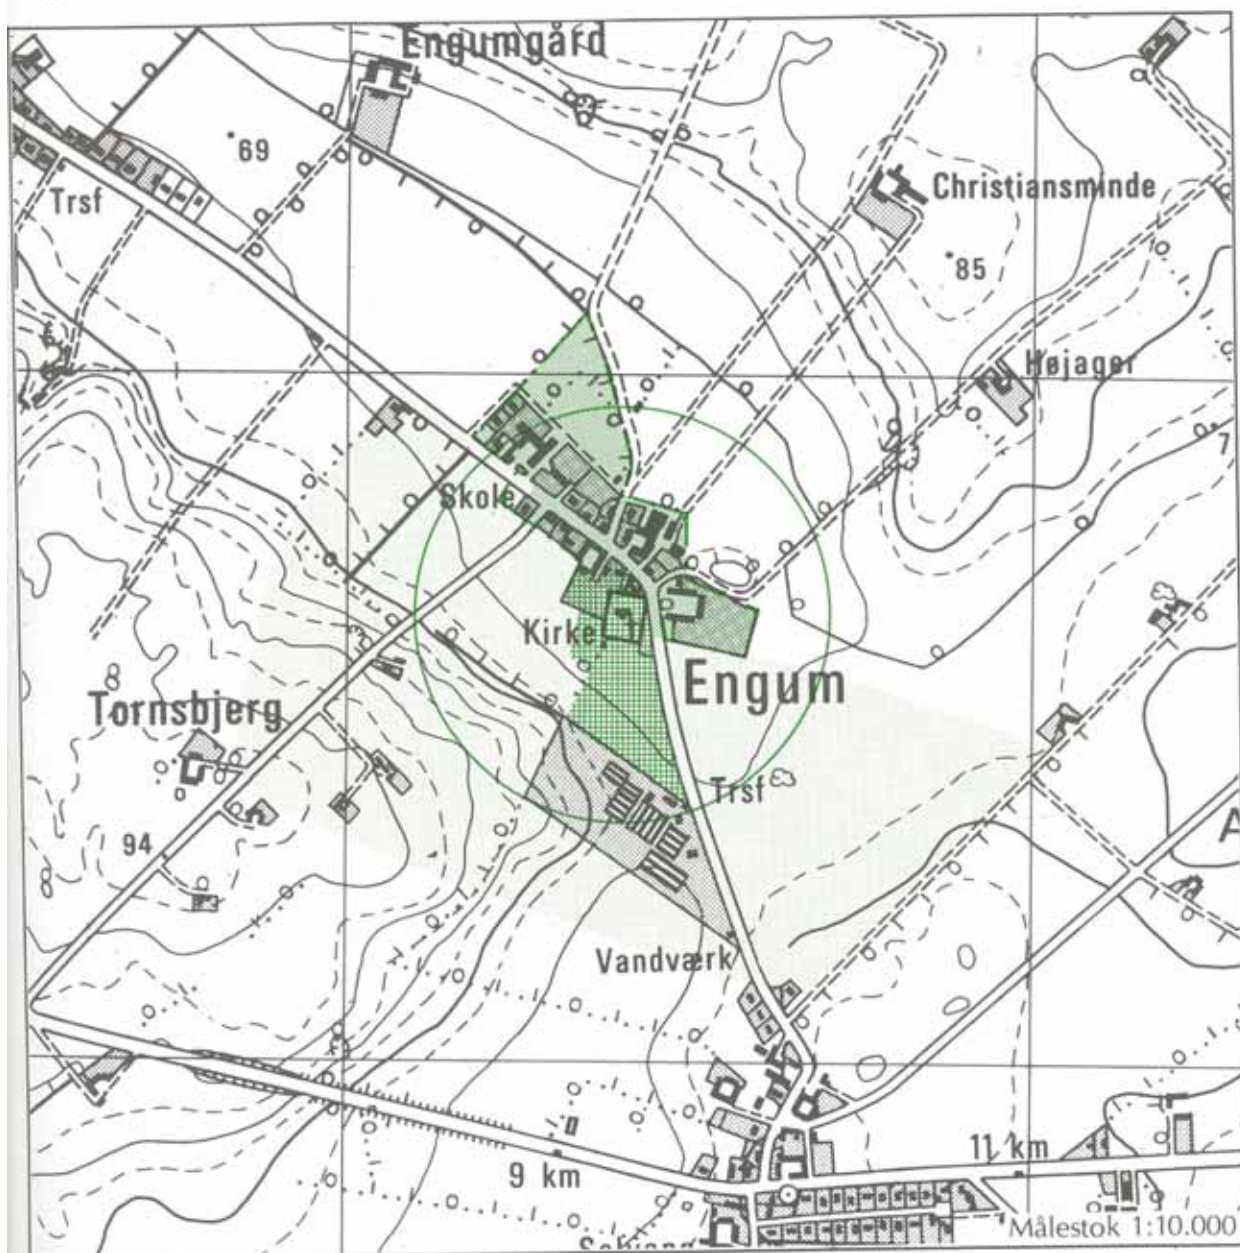 Engumgård
69
Trsf
Christiansminde
85
Højager
7
Skole
Kirke
Engum
Tornsbjerg
Trsf
94
A
Vandværk
11 km
9 km
Målestok 1:10.000